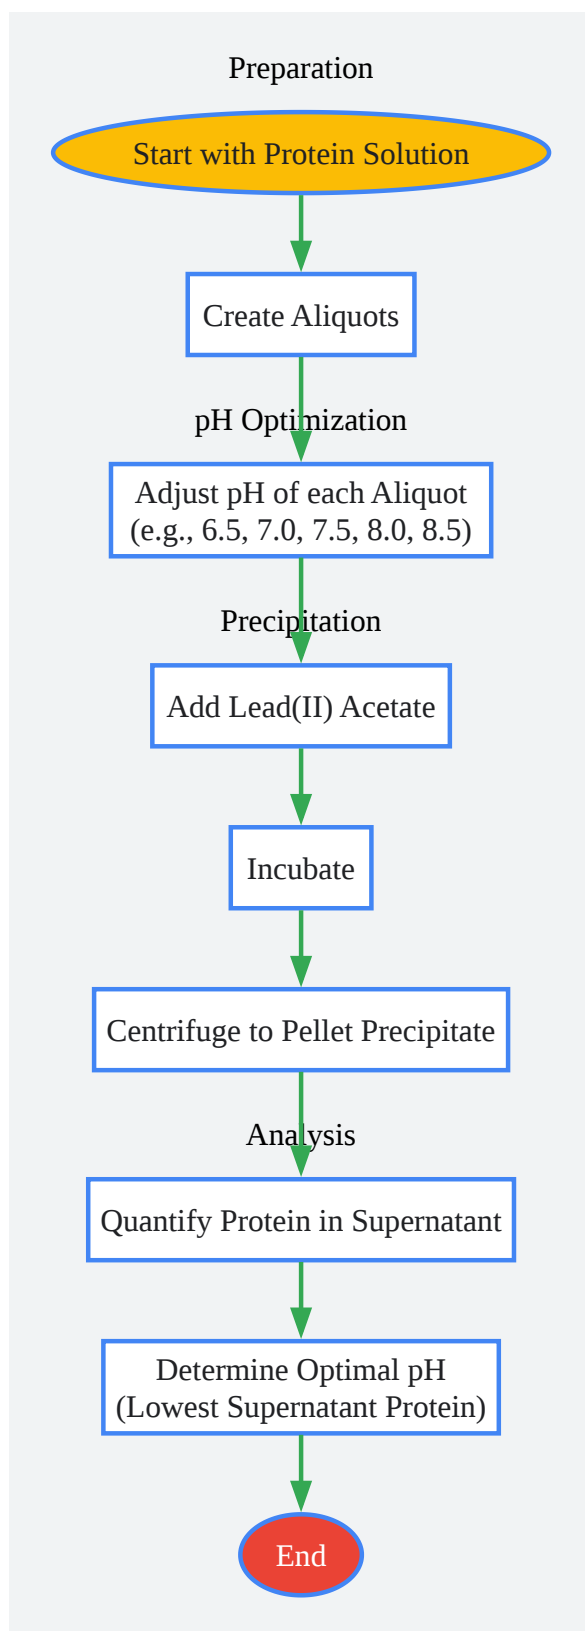 Preparation
Start with Protein Solution
Create Aliquots
pH Optimization
Adjust pH of each Aliquot
(e.g., 6.5, 7.0, 7.5, 8.0, 8.5)
Precipitation
Add Lead(II) Acetate
Incubate
Centrifuge to Pellet Precipitate
Analysis
Quantify Protein in Supernatant
Determine Optimal pH
(Lowest Supernatant Protein)
End